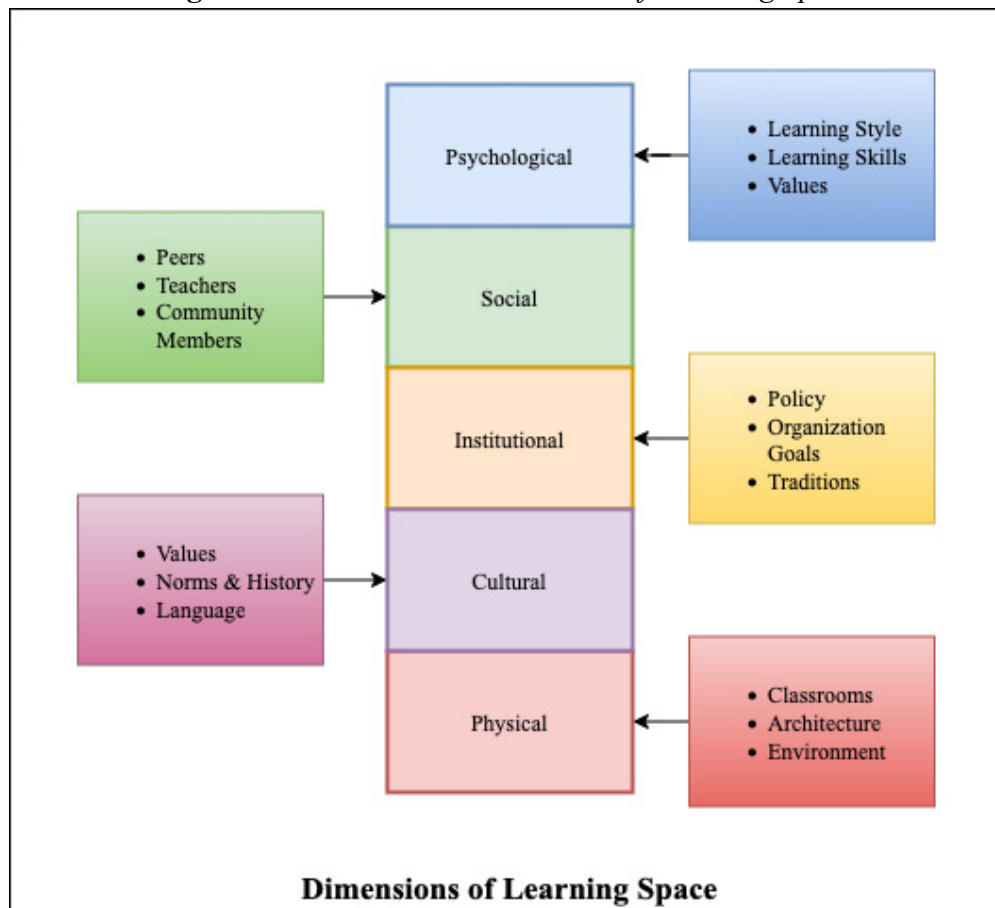 Psychological
• Learning Style
• Learning Skills
• Values
• Peers
• Teachers
• Community
Members
Social
Institutional
• Policy
• Organization
Goals
• Traditions
• Values
• Norms & History
• Language
Cultural
Physical
• Classrooms
• Architecture
• Environment
Dimensions of Learning Space